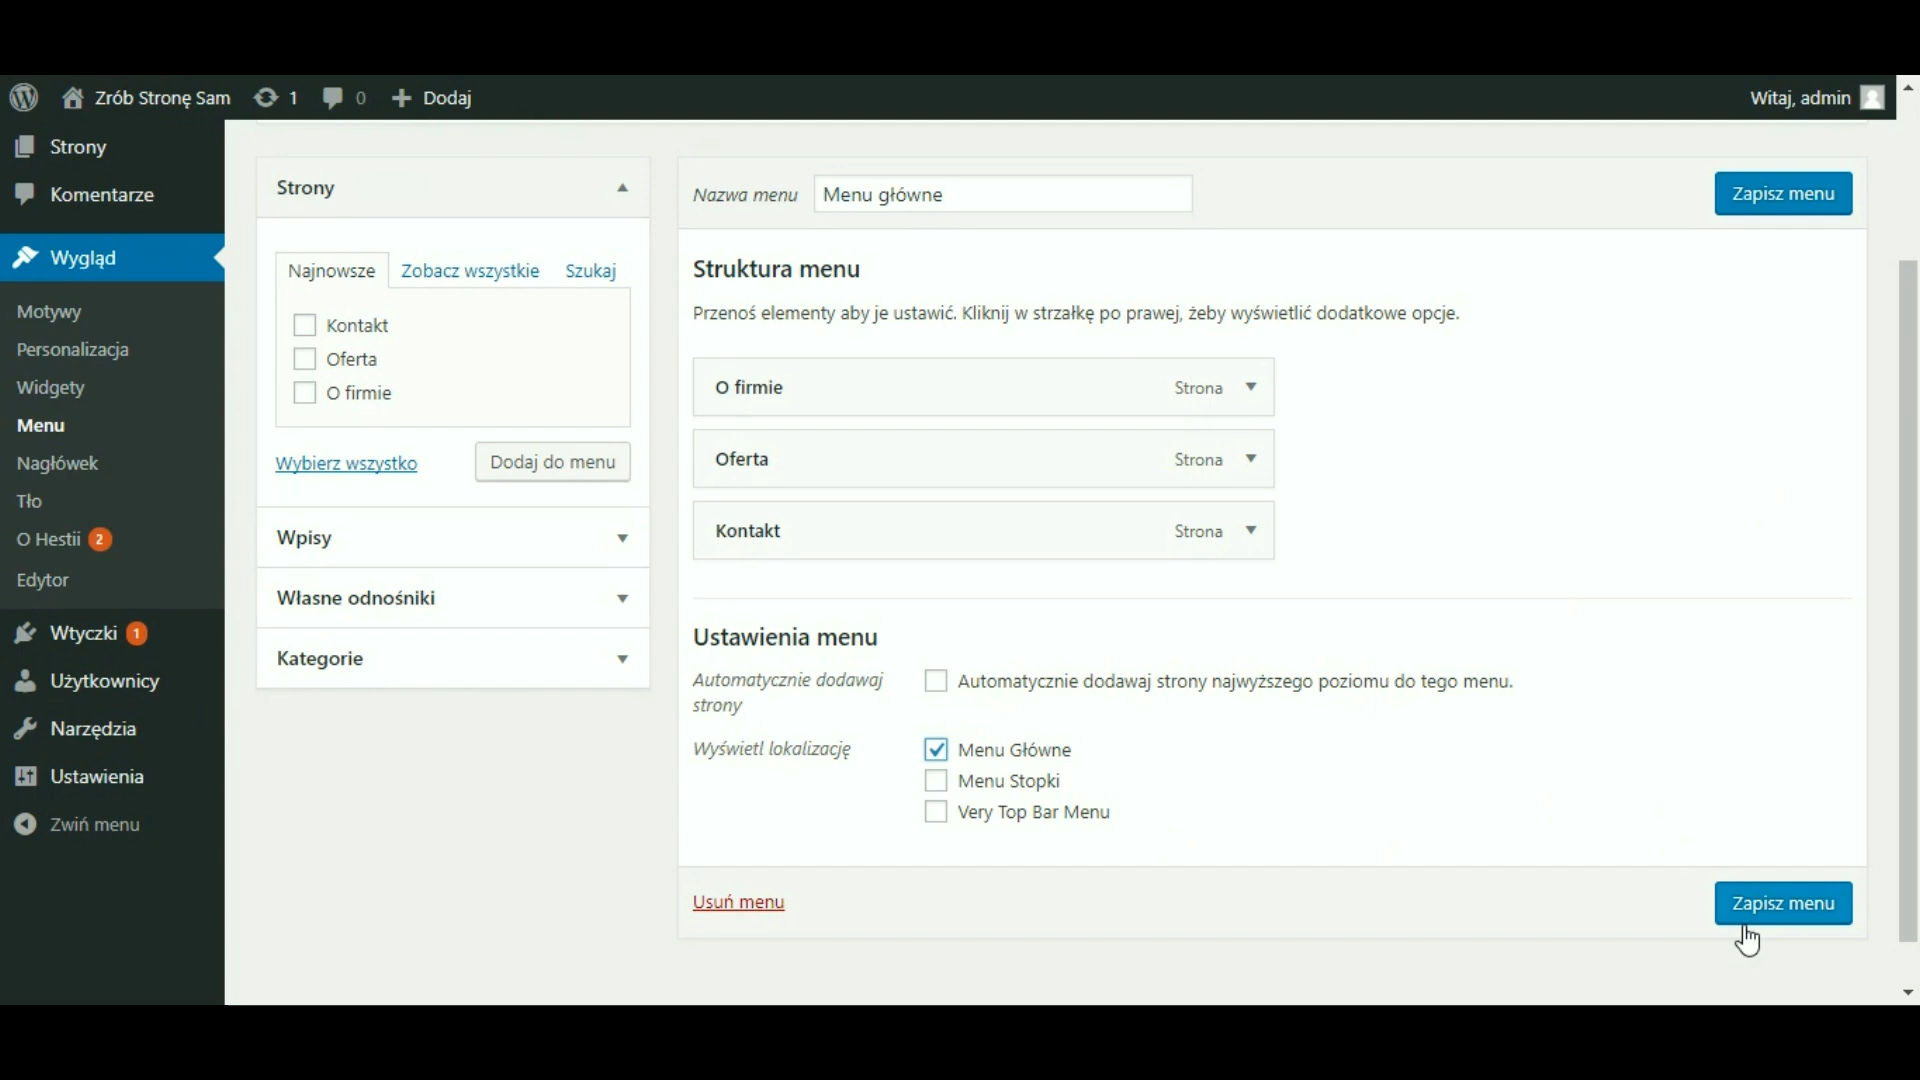 Zrób Stronę Sam 1 0 Dodaj Witaj, admin
Strony
Komentarze
Wygląd
Motywy
Personalizacja
Widgety
Menu
Nagłówek
Tło
O Hestii 2
Edytor
Wtyczki 1
Użytkownicy
Narzędzia
Ustawienia
Zwiń menu
Strony
Najnowsze Zobacz wszystkie Szukaj
Kontakt
Oferta
O firmie
Wybierz wszystko Dodaj do menu
Wpisy
Własne odnośniki
Kategorie
Nazwa menu Menu główne Zapisz menu
Struktura menu
Przenoś elementy aby je ustawić. Kliknij w strzałkę po prawej, żeby wyświetlić dodatkowe opcje.
O firmie Strona
Oferta Strona
Kontakt Strona
Ustawienia menu
Automatycznie dodawaj
strony
Automatycznie dodawaj strony najwyższego poziomu do tego menu.
Wyświetl lokalizację
Menu Główne
Menu Stopki
Very Top Bar Menu
Usuń menu Zapisz menu